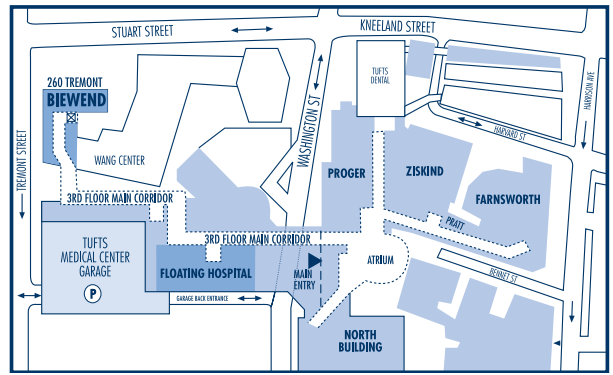 STUART STREET
KNEELAND STREET
260 TREMONT
BIEWEND
TUFTS
DENTAL
WASHINGTON ST
HARRISON AVE
HARVARD ST
TREMONT STREET
WANG CENTER
PROGER
ZISKIND
FARNSWORTH
3RD FLOOR MAIN CORRIDOR
PRATT
TUFTS
MEDICAL CENTER
GARAGE
P
3RD FLOOR MAIN CORRIDOR
FLOATING HOSPITAL
MAIN
ENTRY
ATRIUM
BENNET ST
GARAGE BACK ENTRANCE
NORTH
BUILDING